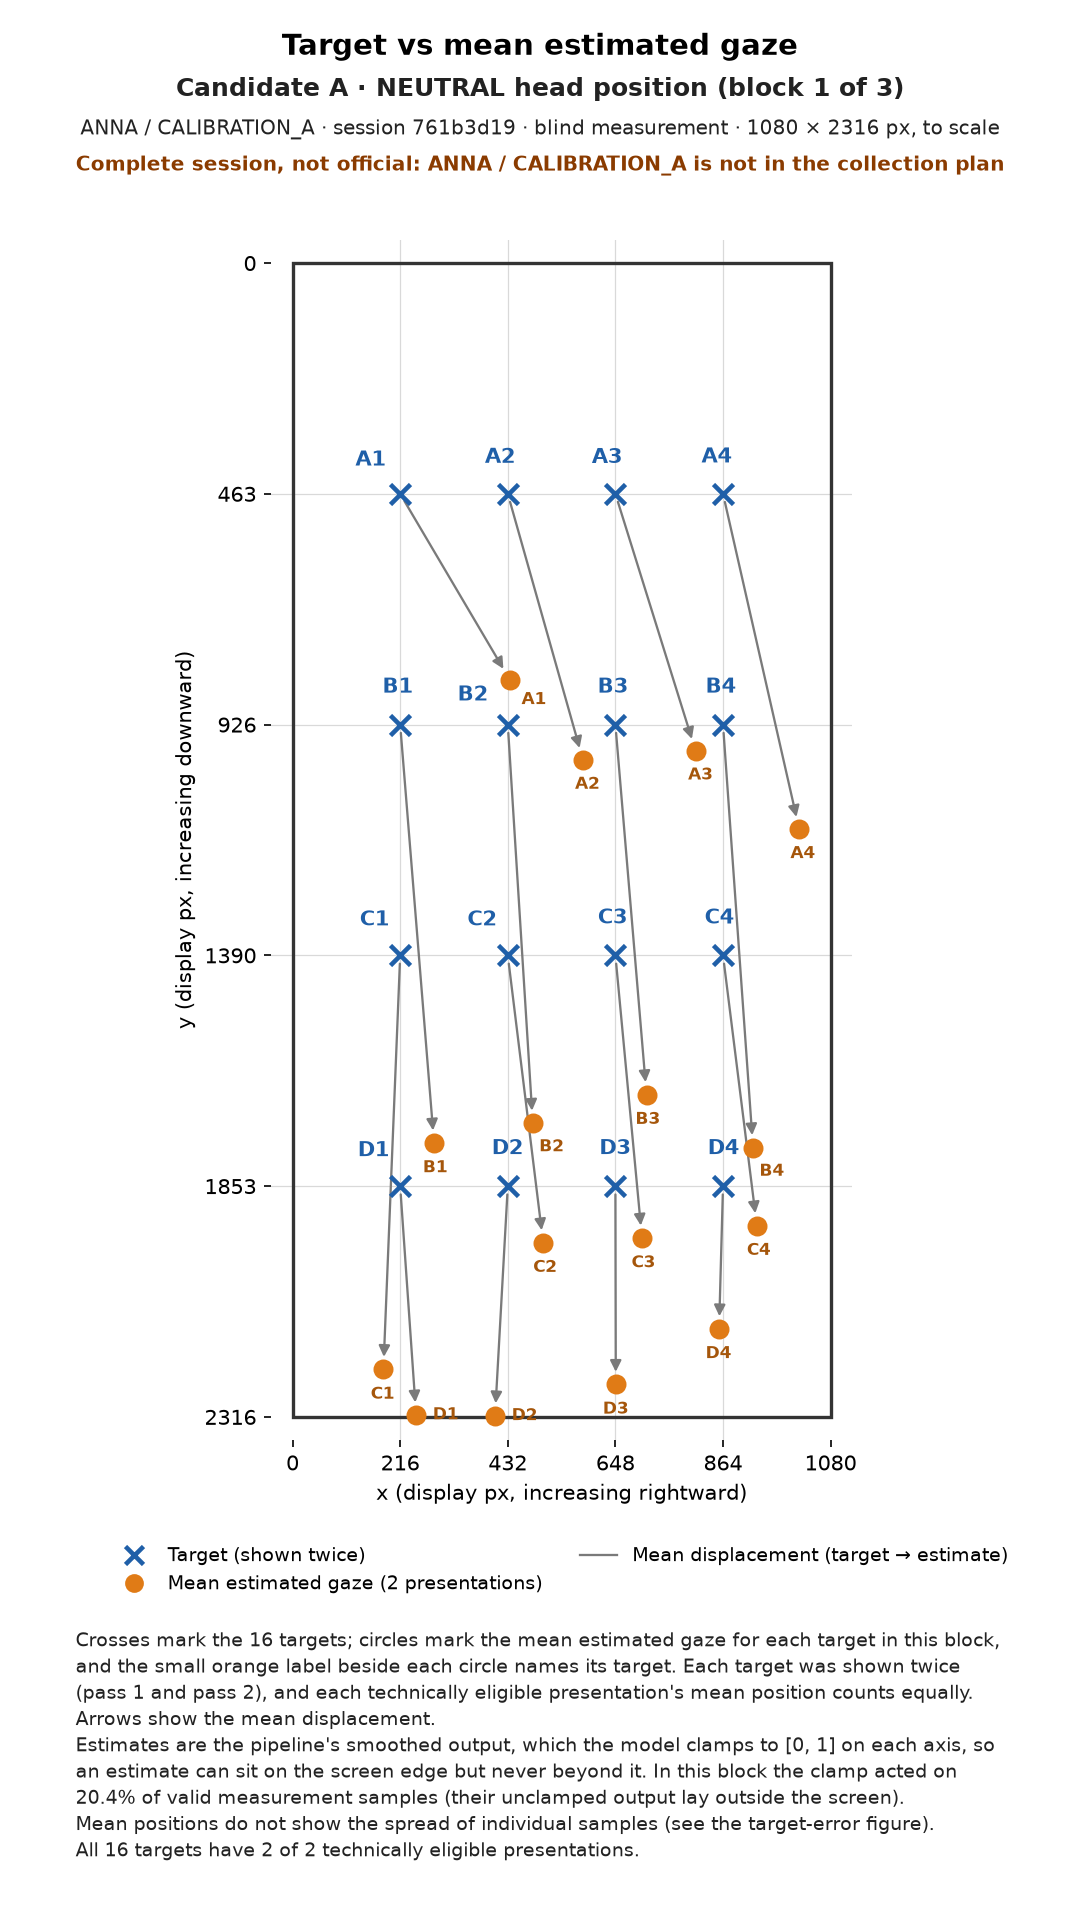 Target vs mean estimated gaze
Candidate A · NEUTRAL head position (block 1 of 3)
ANNA / CALIBRATION_A · session 761b3d19 · blind measurement · 1080 × 2316 px, to scale
Complete session, not official: ANNA / CALIBRATION_A is not in the collection plan
0
A1 A2 A3 A4
463
B1 B2 B3 B4
A1
926
A2 A3
A4
C1 C2 C3 C4
1390
y (display px, increasing downward)
B3
D1 D2 D3 D4
B1 B2 B4
1853
C2 C3 C4
D4
C1
D3
D1 D2
2316
0 216 432 648 864 1080
x (display px, increasing rightward)
Target (shown twice)
Mean displacement (target → estimate)
Mean estimated gaze (2 presentations)
Crosses mark the 16 targets; circles mark the mean estimated gaze for each target in this block,
and the small orange label beside each circle names its target. Each target was shown twice
(pass 1 and pass 2), and each technically eligible presentation's mean position counts equally.
Arrows show the mean displacement.
Estimates are the pipeline's smoothed output, which the model clamps to [0, 1] on each axis, so
an estimate can sit on the screen edge but never beyond it. In this block the clamp acted on
20.4% of valid measurement samples (their unclamped output lay outside the screen).
Mean positions do not show the spread of individual samples (see the target-error figure).
All 16 targets have 2 of 2 technically eligible presentations.